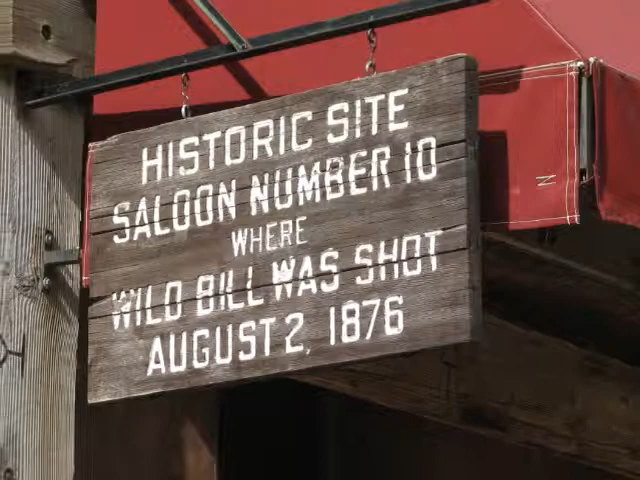 HISTORIC SITE
SALOON NUMBER 10
WHERE
WILD BILL WAS SHOT
AUGUST 2, 1876